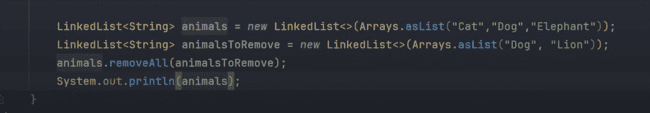 LinkedList<String> animals = new LinkedList<>(Arrays.asList("Cat","Dog","Elephant"));
LinkedList<String> animalsToRemove = new LinkedList<>(Arrays.asList("Dog", "Lion"));
animals.removeAll(animalsToRemove);
System.out.println(animals);
}